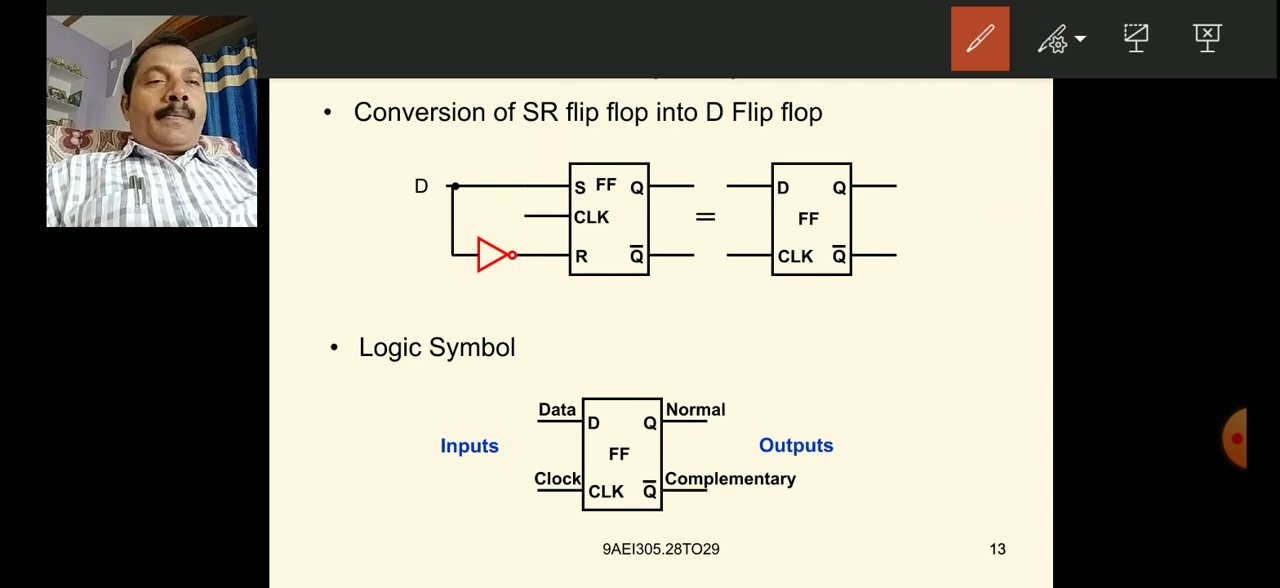 • Conversion of SR flip flop into D Flip flop
D S FF Q D Q
CLK = FF
R Q̅ CLK Q̅
• Logic Symbol
Data D Q Normal
Inputs FF Outputs
Clock CLK Q̅ Complementary
9AEI305.28TO29 13